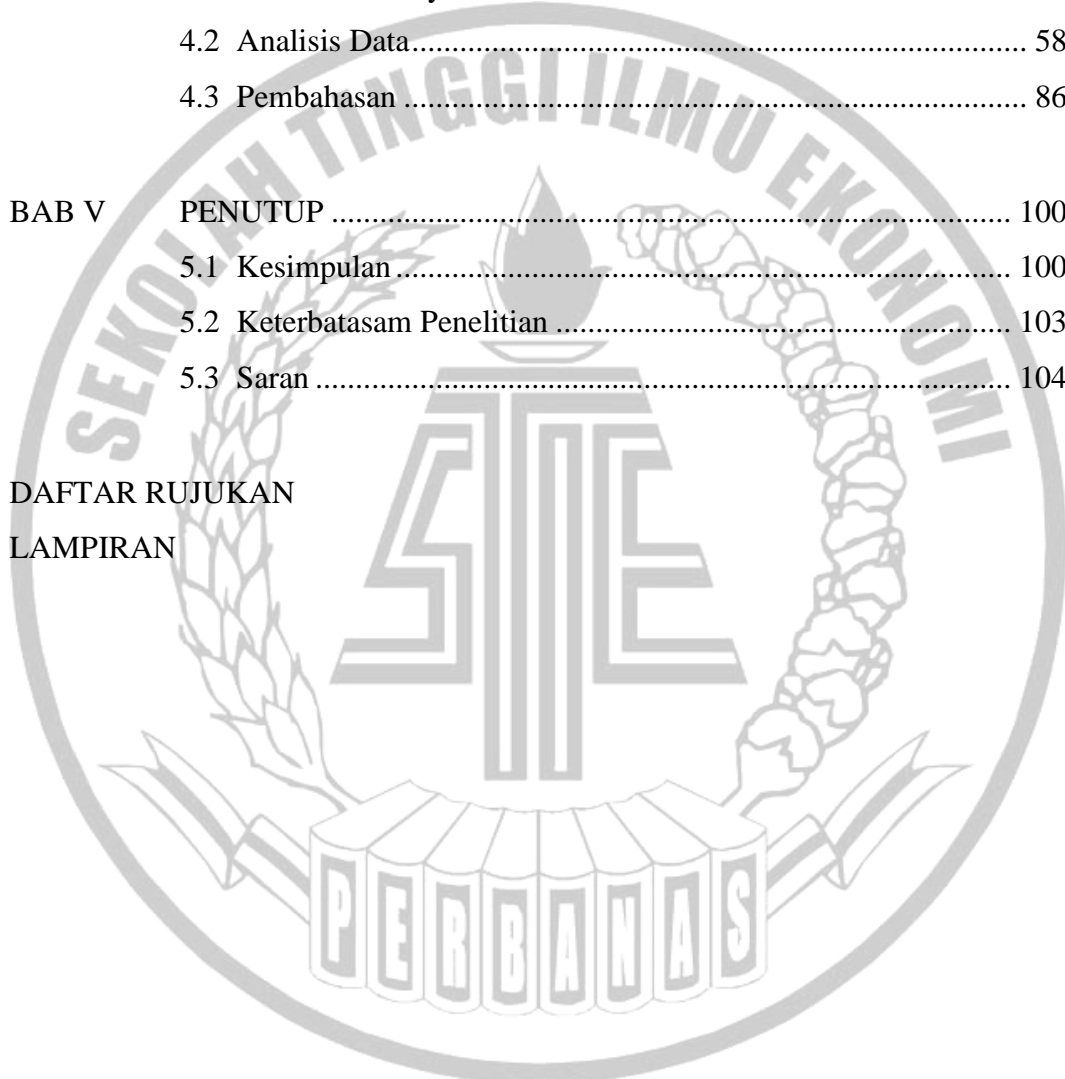 4.2 Analisis Data............................................................................ 58
4.3 Pembahasan ............................................................................. 86
BAB V PENUTUP .................................................................................... 100
5.1 Kesimpulan ............................................................................ 100
5.2 Keterbatasam Penelitian ........................................................ 103
5.3 Saran ...................................................................................... 104
DAFTAR RUJUKAN
LAMPIRAN
SEKOLAH TINGGI ILMU EKONOMI
STIE
PERBANAS